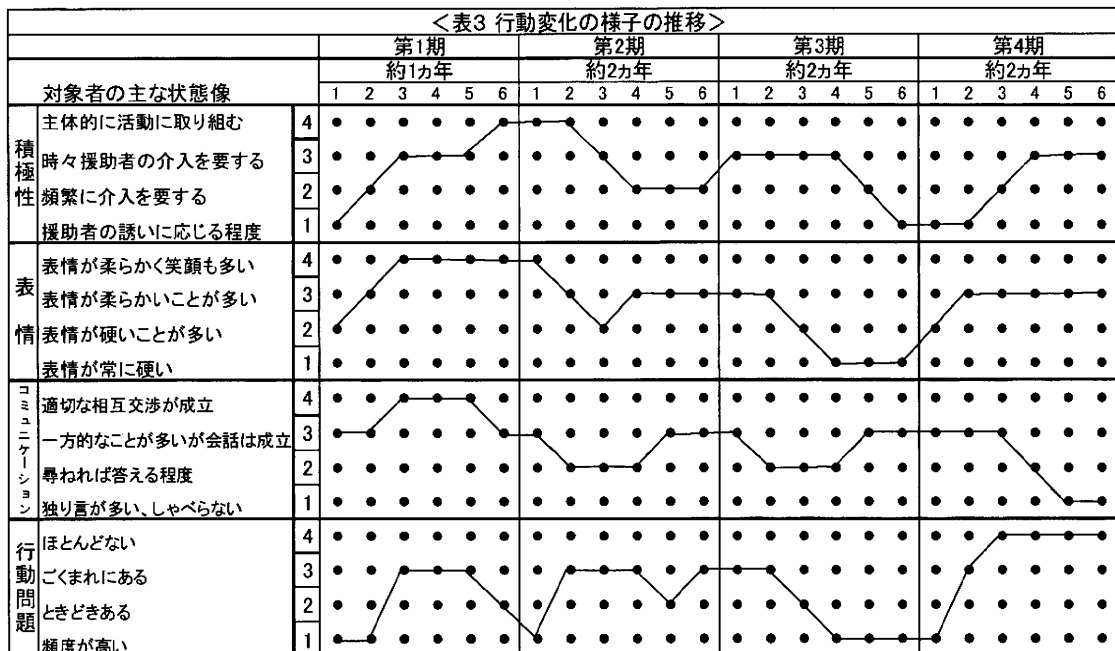 <表3 行動変化の様子の推移>
第1期 第2期 第3期 第4期
約1ヵ年 約2ヵ年 約2ヵ年 約2ヵ年
対象者の主な状態像 1 2 3 4 5 6 1 2 3 4 5 6 1 2 3 4 5 6 1 2 3 4 5 6
積極性
主体的に活動に取り組む 4
時々援助者の介入を要する 3
頻繁に介入を要する 2
援助者の誘いに応じる程度 1
表情
表情が柔らかく笑顔も多い 4
表情が柔らかいことが多い 3
表情が硬いことが多い 2
表情が常に硬い 1
コミュニケーション
適切な相互交渉が成立 4
一方的なことが多いが会話は成立 3
尋ねれば答える程度 2
独り言が多い、しゃべらない 1
行動問題
ほとんどない 4
ごくまれにある 3
ときどきある 2
頻度が高い 1